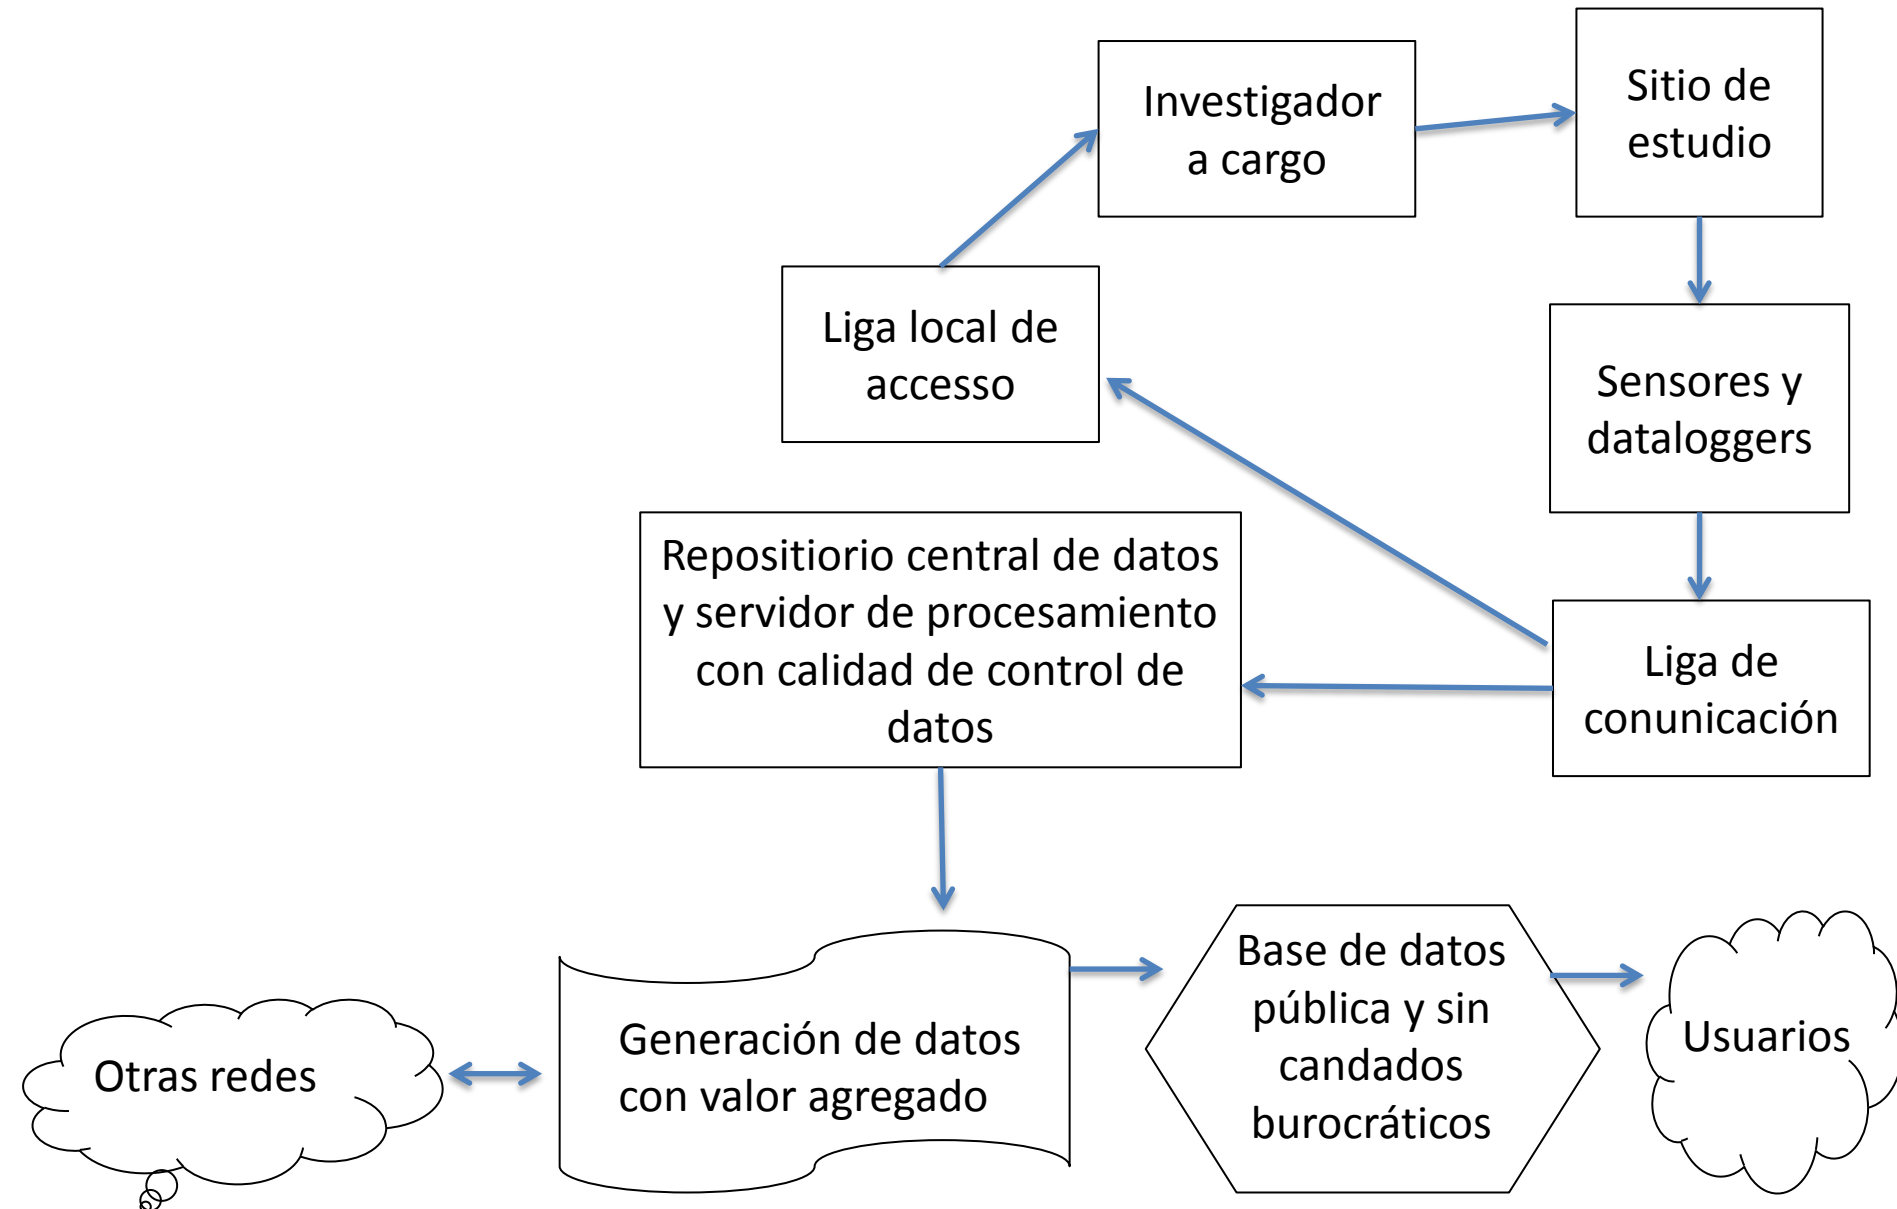 Investigador
a cargo
Sitio de
estudio
Liga local de
accesso
Sensores y
dataloggers
Repositiorio central de datos
y servidor de procesamiento
con calidad de control de
datos
Liga de
conunicación
Otras redes
Generación de datos
con valor agregado
Base de datos
pública y sin
candados
burocráticos
Usuarios